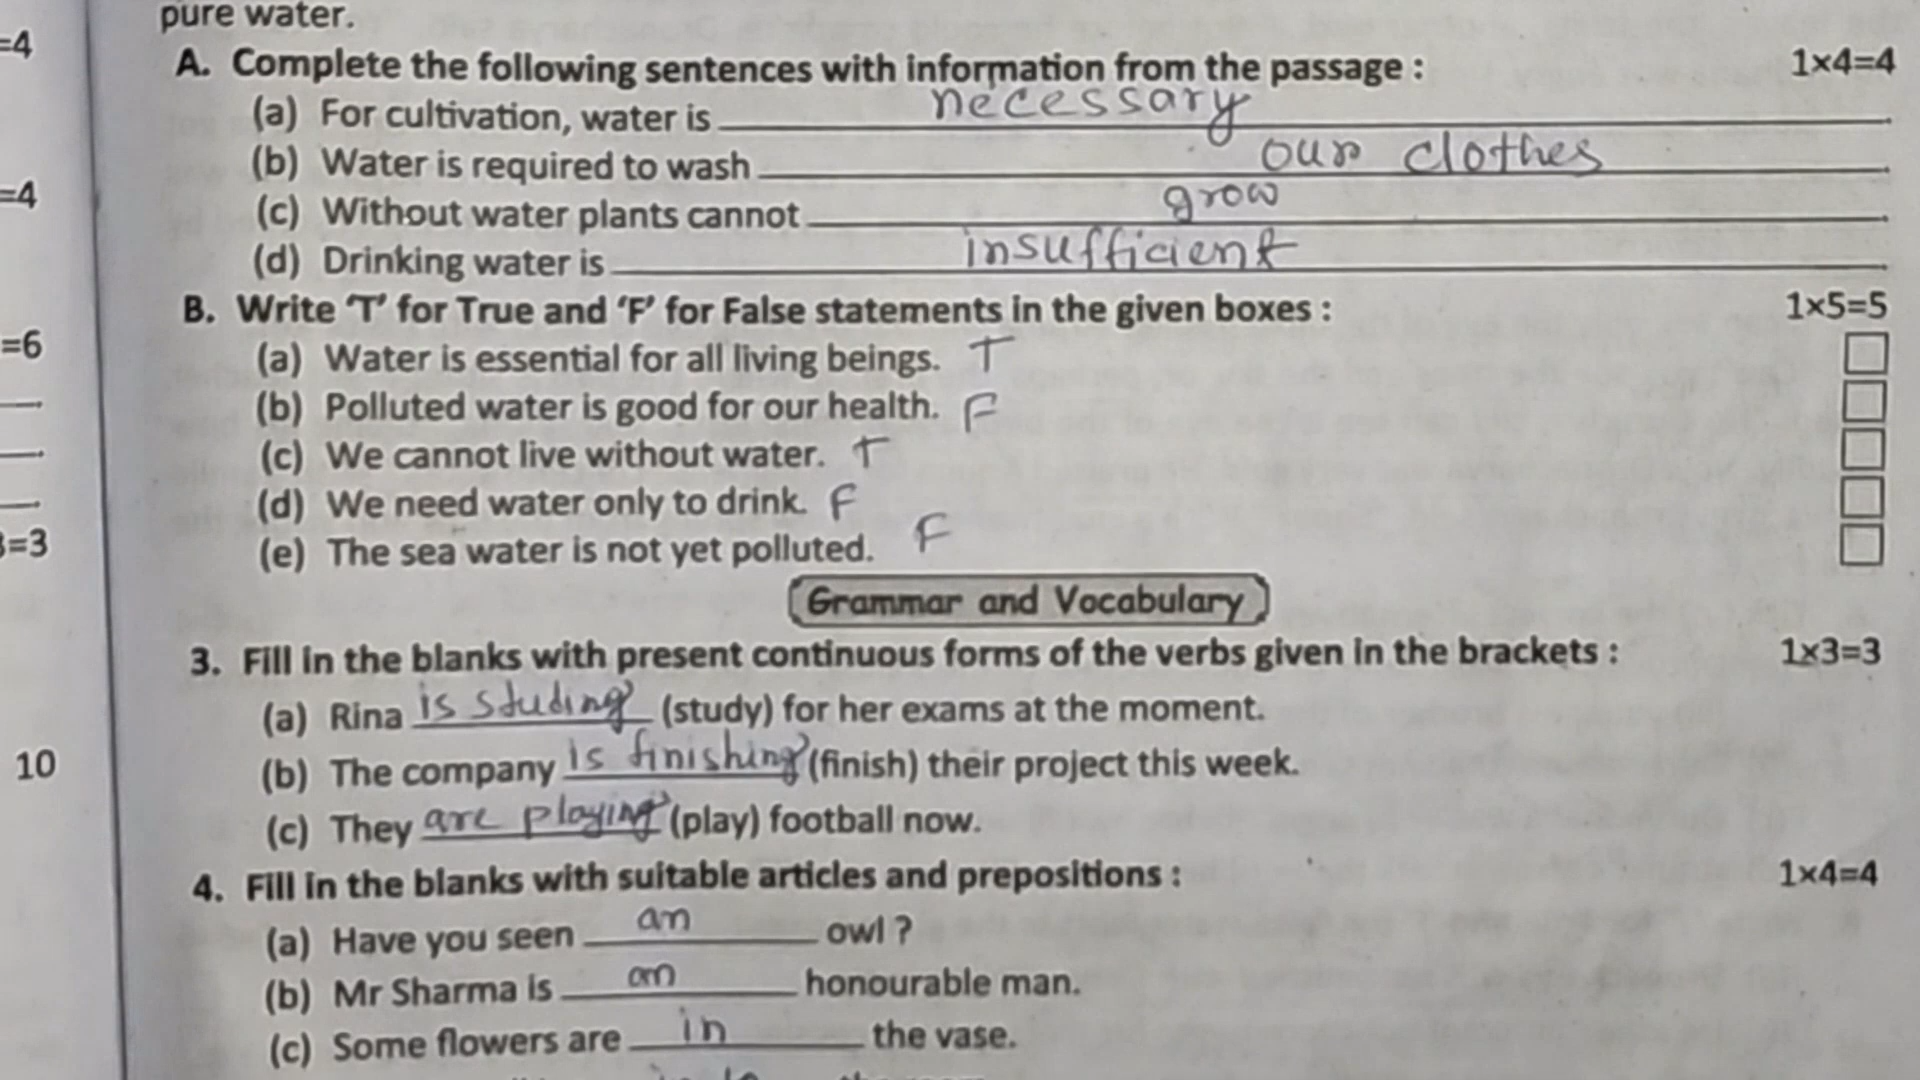 pure water.
=4
A. Complete the following sentences with information from the passage : 1×4=4
(a) For cultivation, water is necessary.
(b) Water is required to wash our clothes.
=4
(c) Without water plants cannot grow.
(d) Drinking water is insufficient.
B. Write 'T' for True and 'F' for False statements in the given boxes : 1×5=5
=6
(a) Water is essential for all living beings. T
(b) Polluted water is good for our health. F
(c) We cannot live without water. T
(d) We need water only to drink. F
=3
(e) The sea water is not yet polluted. F
Grammar and Vocabulary
3. Fill in the blanks with present continuous forms of the verbs given in the brackets : 1×3=3
(a) Rina is studing (study) for her exams at the moment.
10
(b) The company is finishing (finish) their project this week.
(c) They are playing (play) football now.
4. Fill in the blanks with suitable articles and prepositions : 1×4=4
(a) Have you seen an owl ?
(b) Mr Sharma is an honourable man.
(c) Some flowers are in the vase.